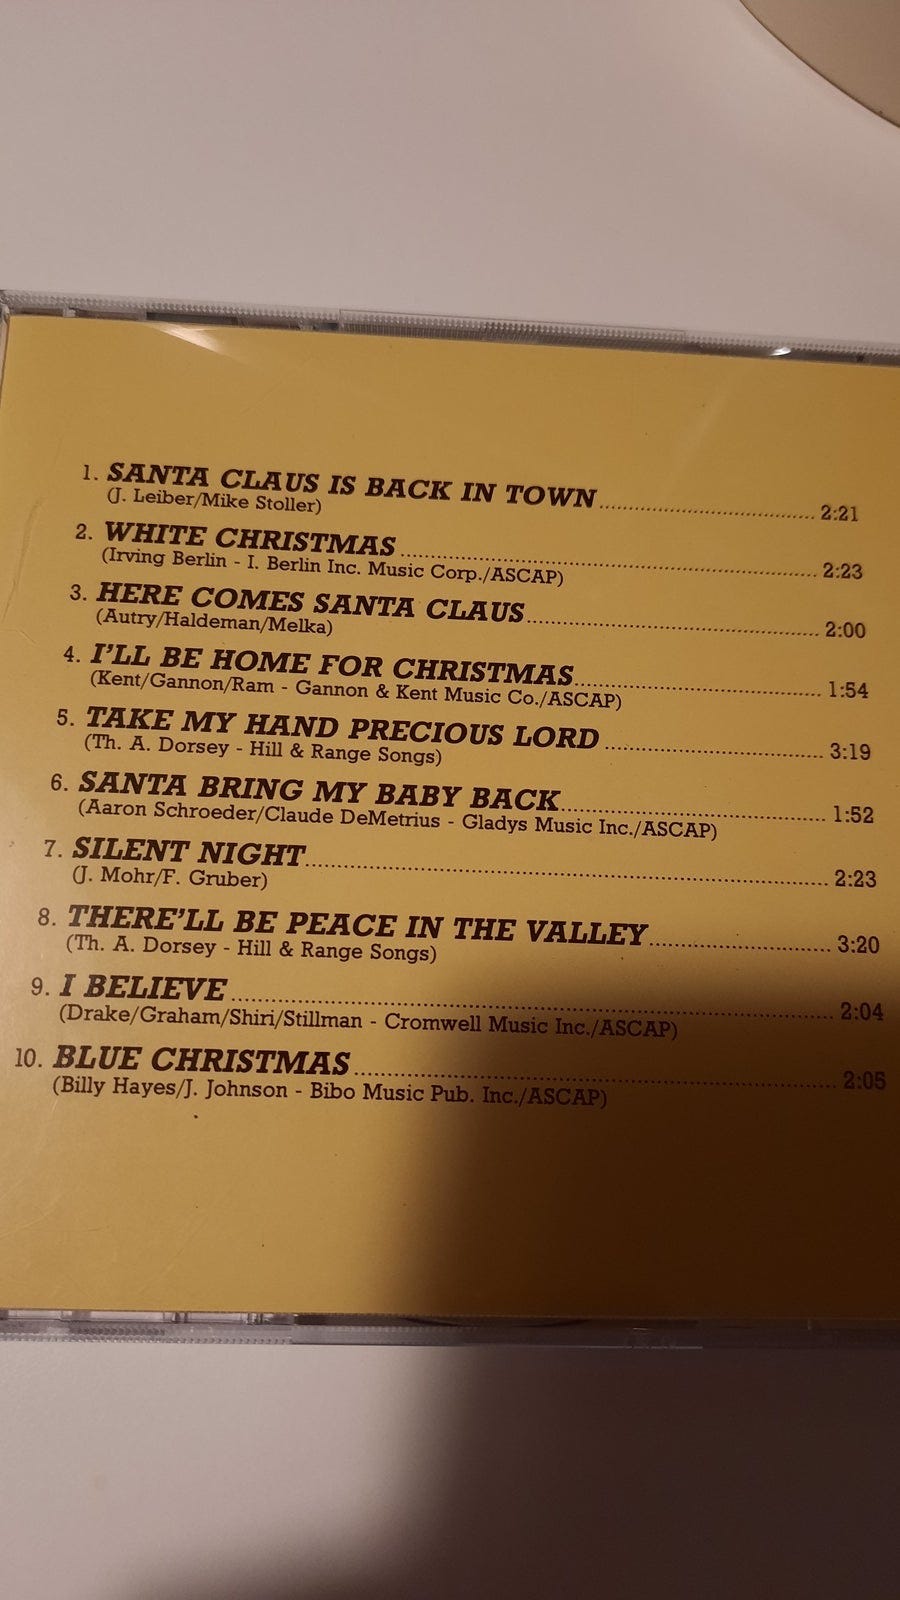 1. SANTA CLAUS IS BACK IN TOWN 2:21
(J. Leiber/Mike Stoller)
2. WHITE CHRISTMAS 2:23
(Irving Berlin - I. Berlin Inc. Music Corp./ASCAP)
3. HERE COMES SANTA CLAUS 2:00
(Autry/Haldeman/Melka)
4. I'LL BE HOME FOR CHRISTMAS 1:54
(Kent/Gannon/Ram - Gannon & Kent Music Co./ASCAP)
5. TAKE MY HAND PRECIOUS LORD 3:19
(Th. A. Dorsey - Hill & Range Songs)
6. SANTA BRING MY BABY BACK 1:52
(Aaron Schroeder/Claude DeMetrius - Gladys Music Inc./ASCAP)
7. SILENT NIGHT 2:23
(J. Mohr/F. Gruber)
8. THERE'LL BE PEACE IN THE VALLEY 3:20
(Th. A. Dorsey - Hill & Range Songs)
9. I BELIEVE 2:04
(Drake/Graham/Shiri/Stillman - Cromwell Music Inc./ASCAP)
10. BLUE CHRISTMAS 2:05
(Billy Hayes/J. Johnson - Bibo Music Pub. Inc./ASCAP)